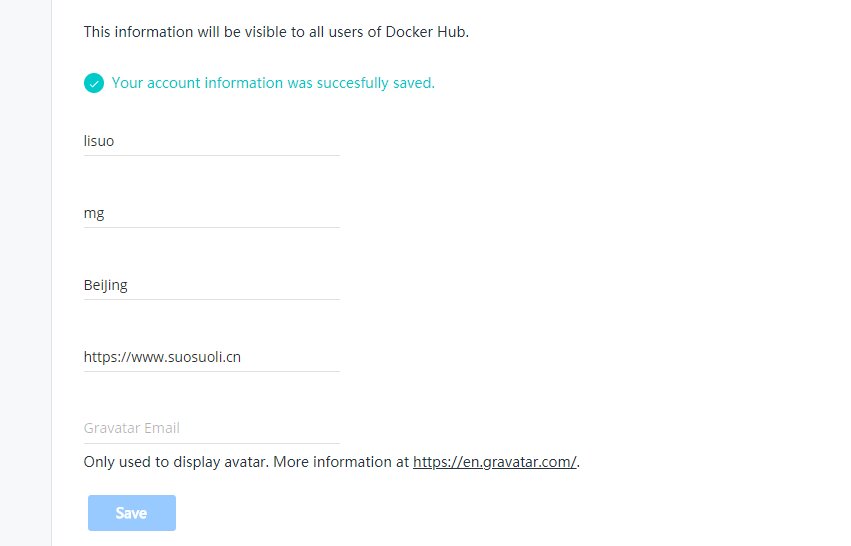 This information will be visible to all users of Docker Hub.
Your account information was succesfully saved.
lisuo
mg
BeiJing
https://www.suosuoli.cn
Gravatar Email
Only used to display avatar. More information at https://en.gravatar.com/.
Save